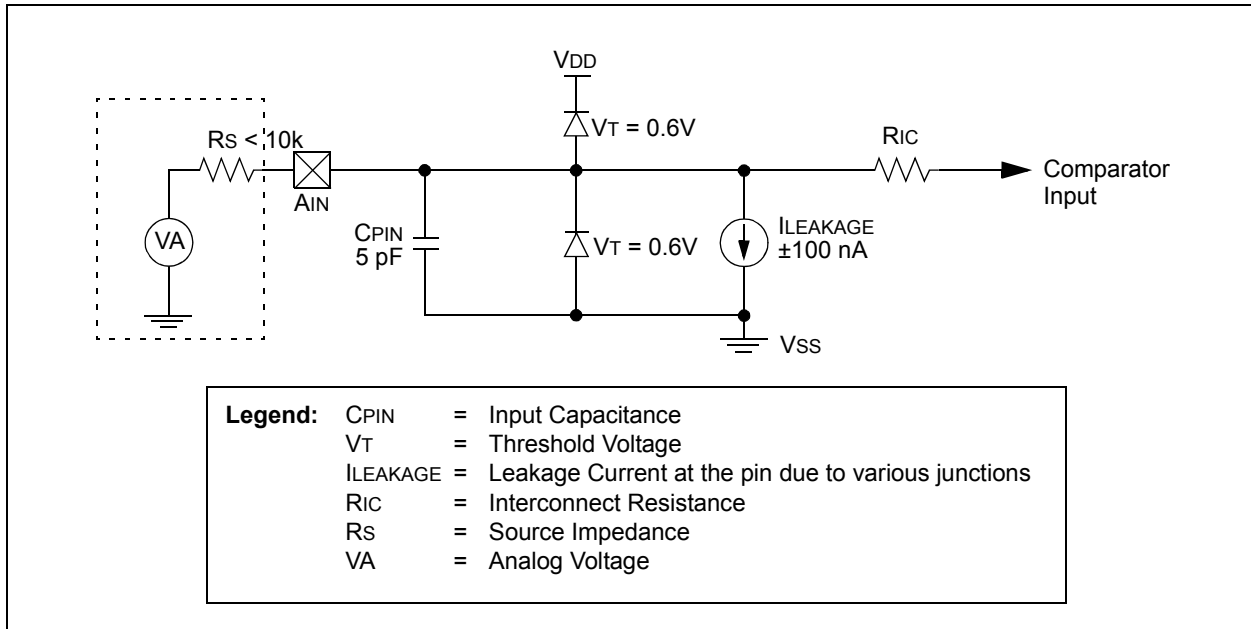 VDD
VT = 0.6V
RS < 10k
RIC
AIN
Comparator
Input
VA
CPIN
5 pF
VT = 0.6V
ILEAKAGE
±100 nA
VSS
Legend: CPIN = Input Capacitance
VT = Threshold Voltage
ILEAKAGE = Leakage Current at the pin due to various junctions
RIC = Interconnect Resistance
RS = Source Impedance
VA = Analog Voltage